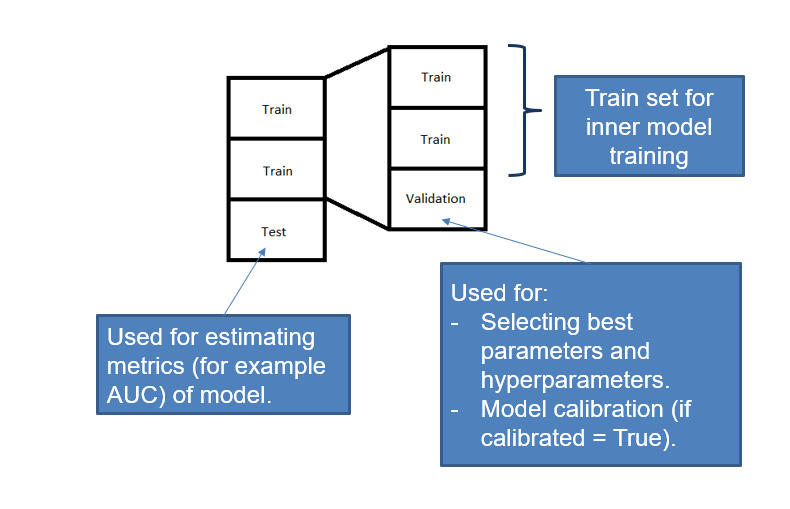 Train
Train
Test
Train
Train
Validation
Train set for
inner model
training
Used for estimating
metrics (for example
AUC) of model.
Used for:
- Selecting best
parameters and
hyperparameters.
- Model calibration (if
calibrated = True).